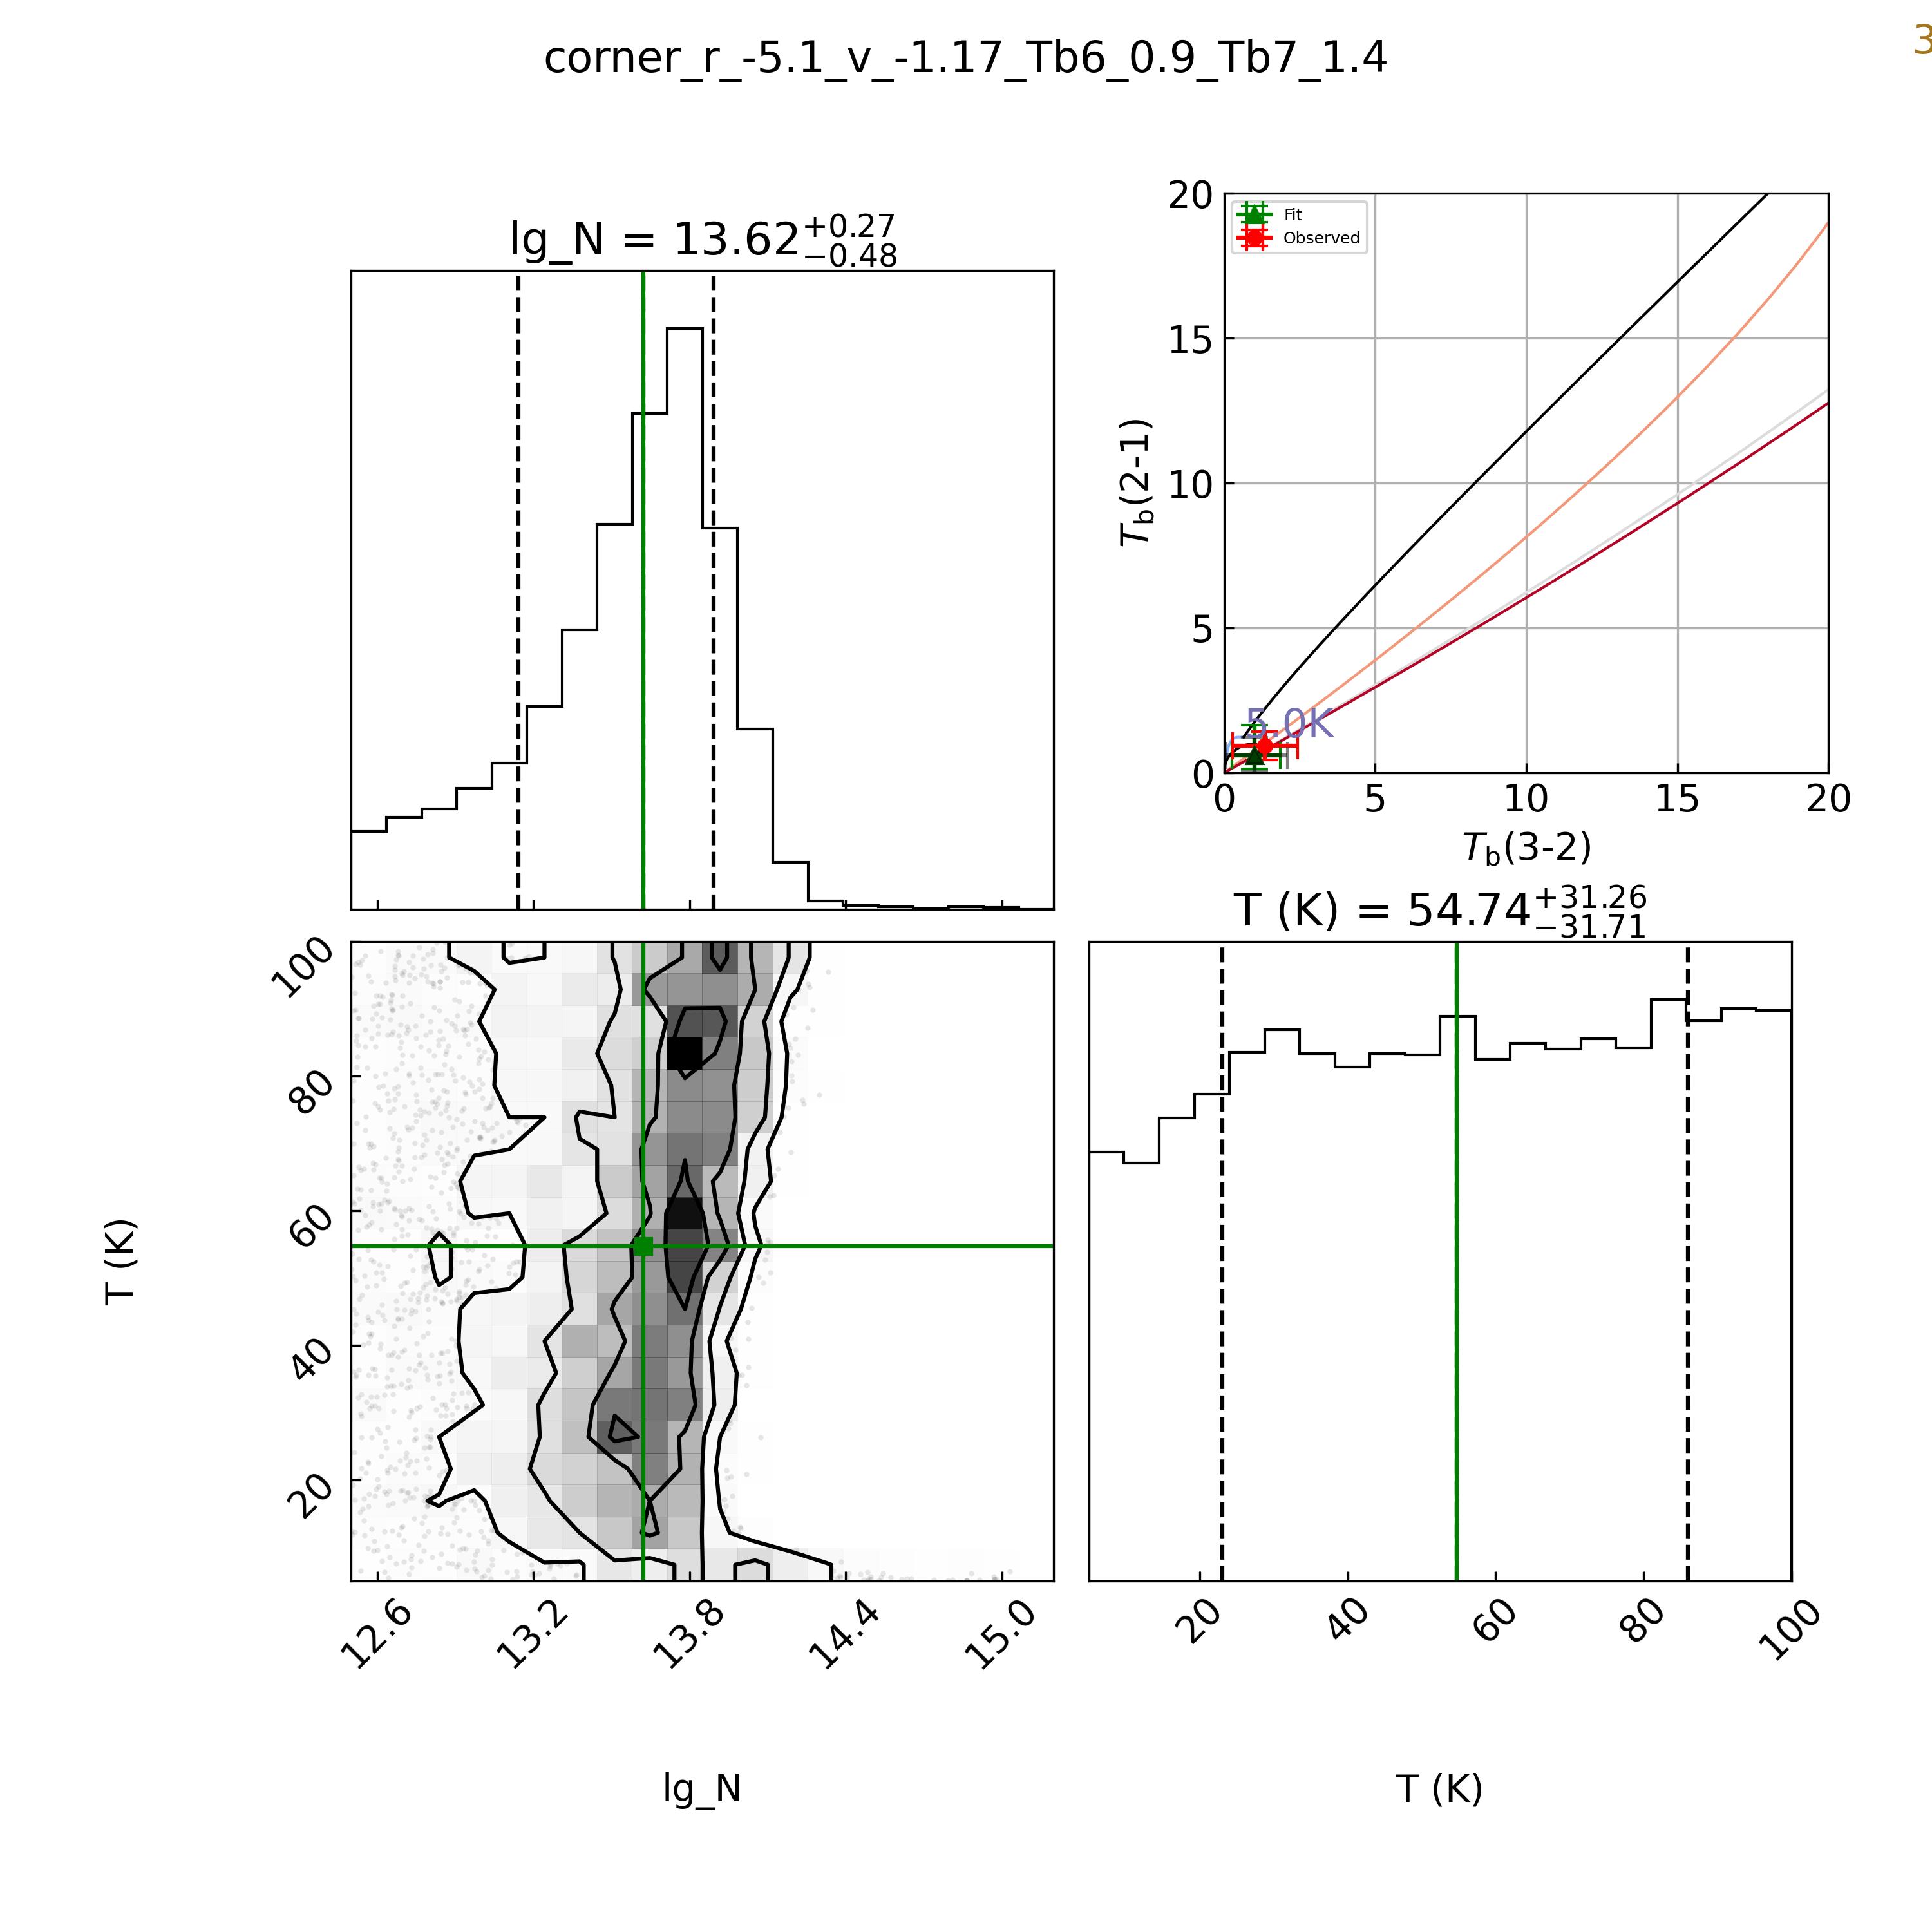 3
corner_r_-5.1_v_-1.17_Tb6_0.9_Tb7_1.4
lg_N = 13.62+0.27−0.48
20
15
10
5
0
Fit
Observed
5.0K
Tb(2-1)
0 5 10 15 20
Tb(3-2)
T (K) = 54.74+31.26−31.71
100
80
60
40
20
T (K)
12.6 13.2 13.8 14.4 15.0
lg_N
20 40 60 80 100
T (K)